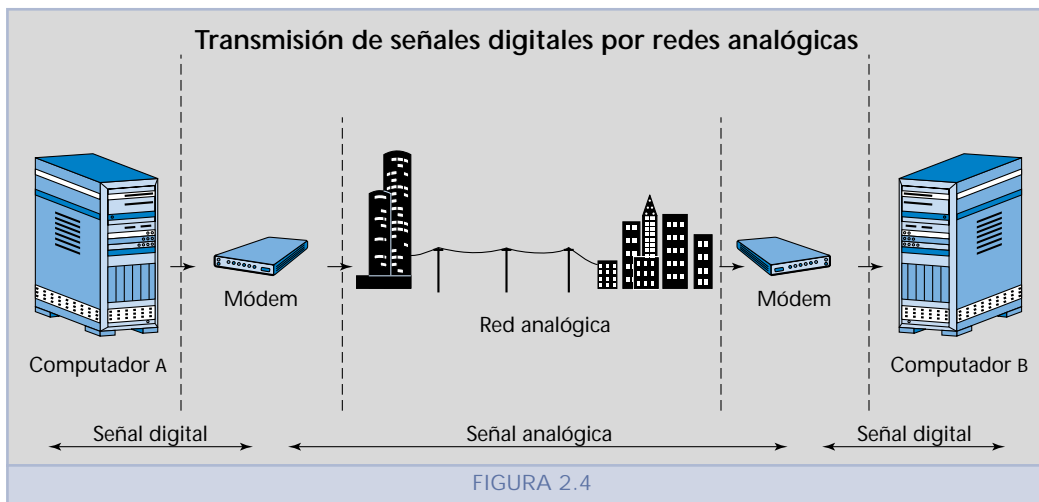 Transmisión de señales digitales por redes analógicas
Módem
Módem
Red analógica
Computador A
Computador B
Señal digital
Señal analógica
Señal digital
FIGURA 2.4